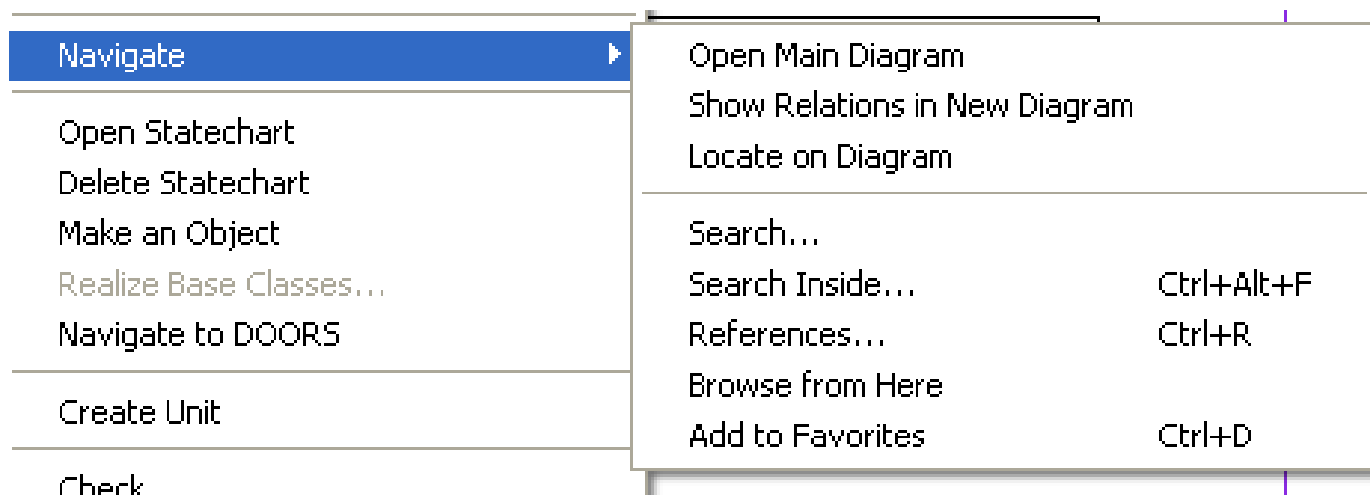 Navigate
Open Statechart
Delete Statechart
Make an Object
Realize Base Classes...
Navigate to DOORS
Create Unit
Check
Open Main Diagram
Show Relations in New Diagram
Locate on Diagram
Search...
Search Inside... Ctrl+Alt+F
References... Ctrl+R
Browse from Here
Add to Favorites Ctrl+D